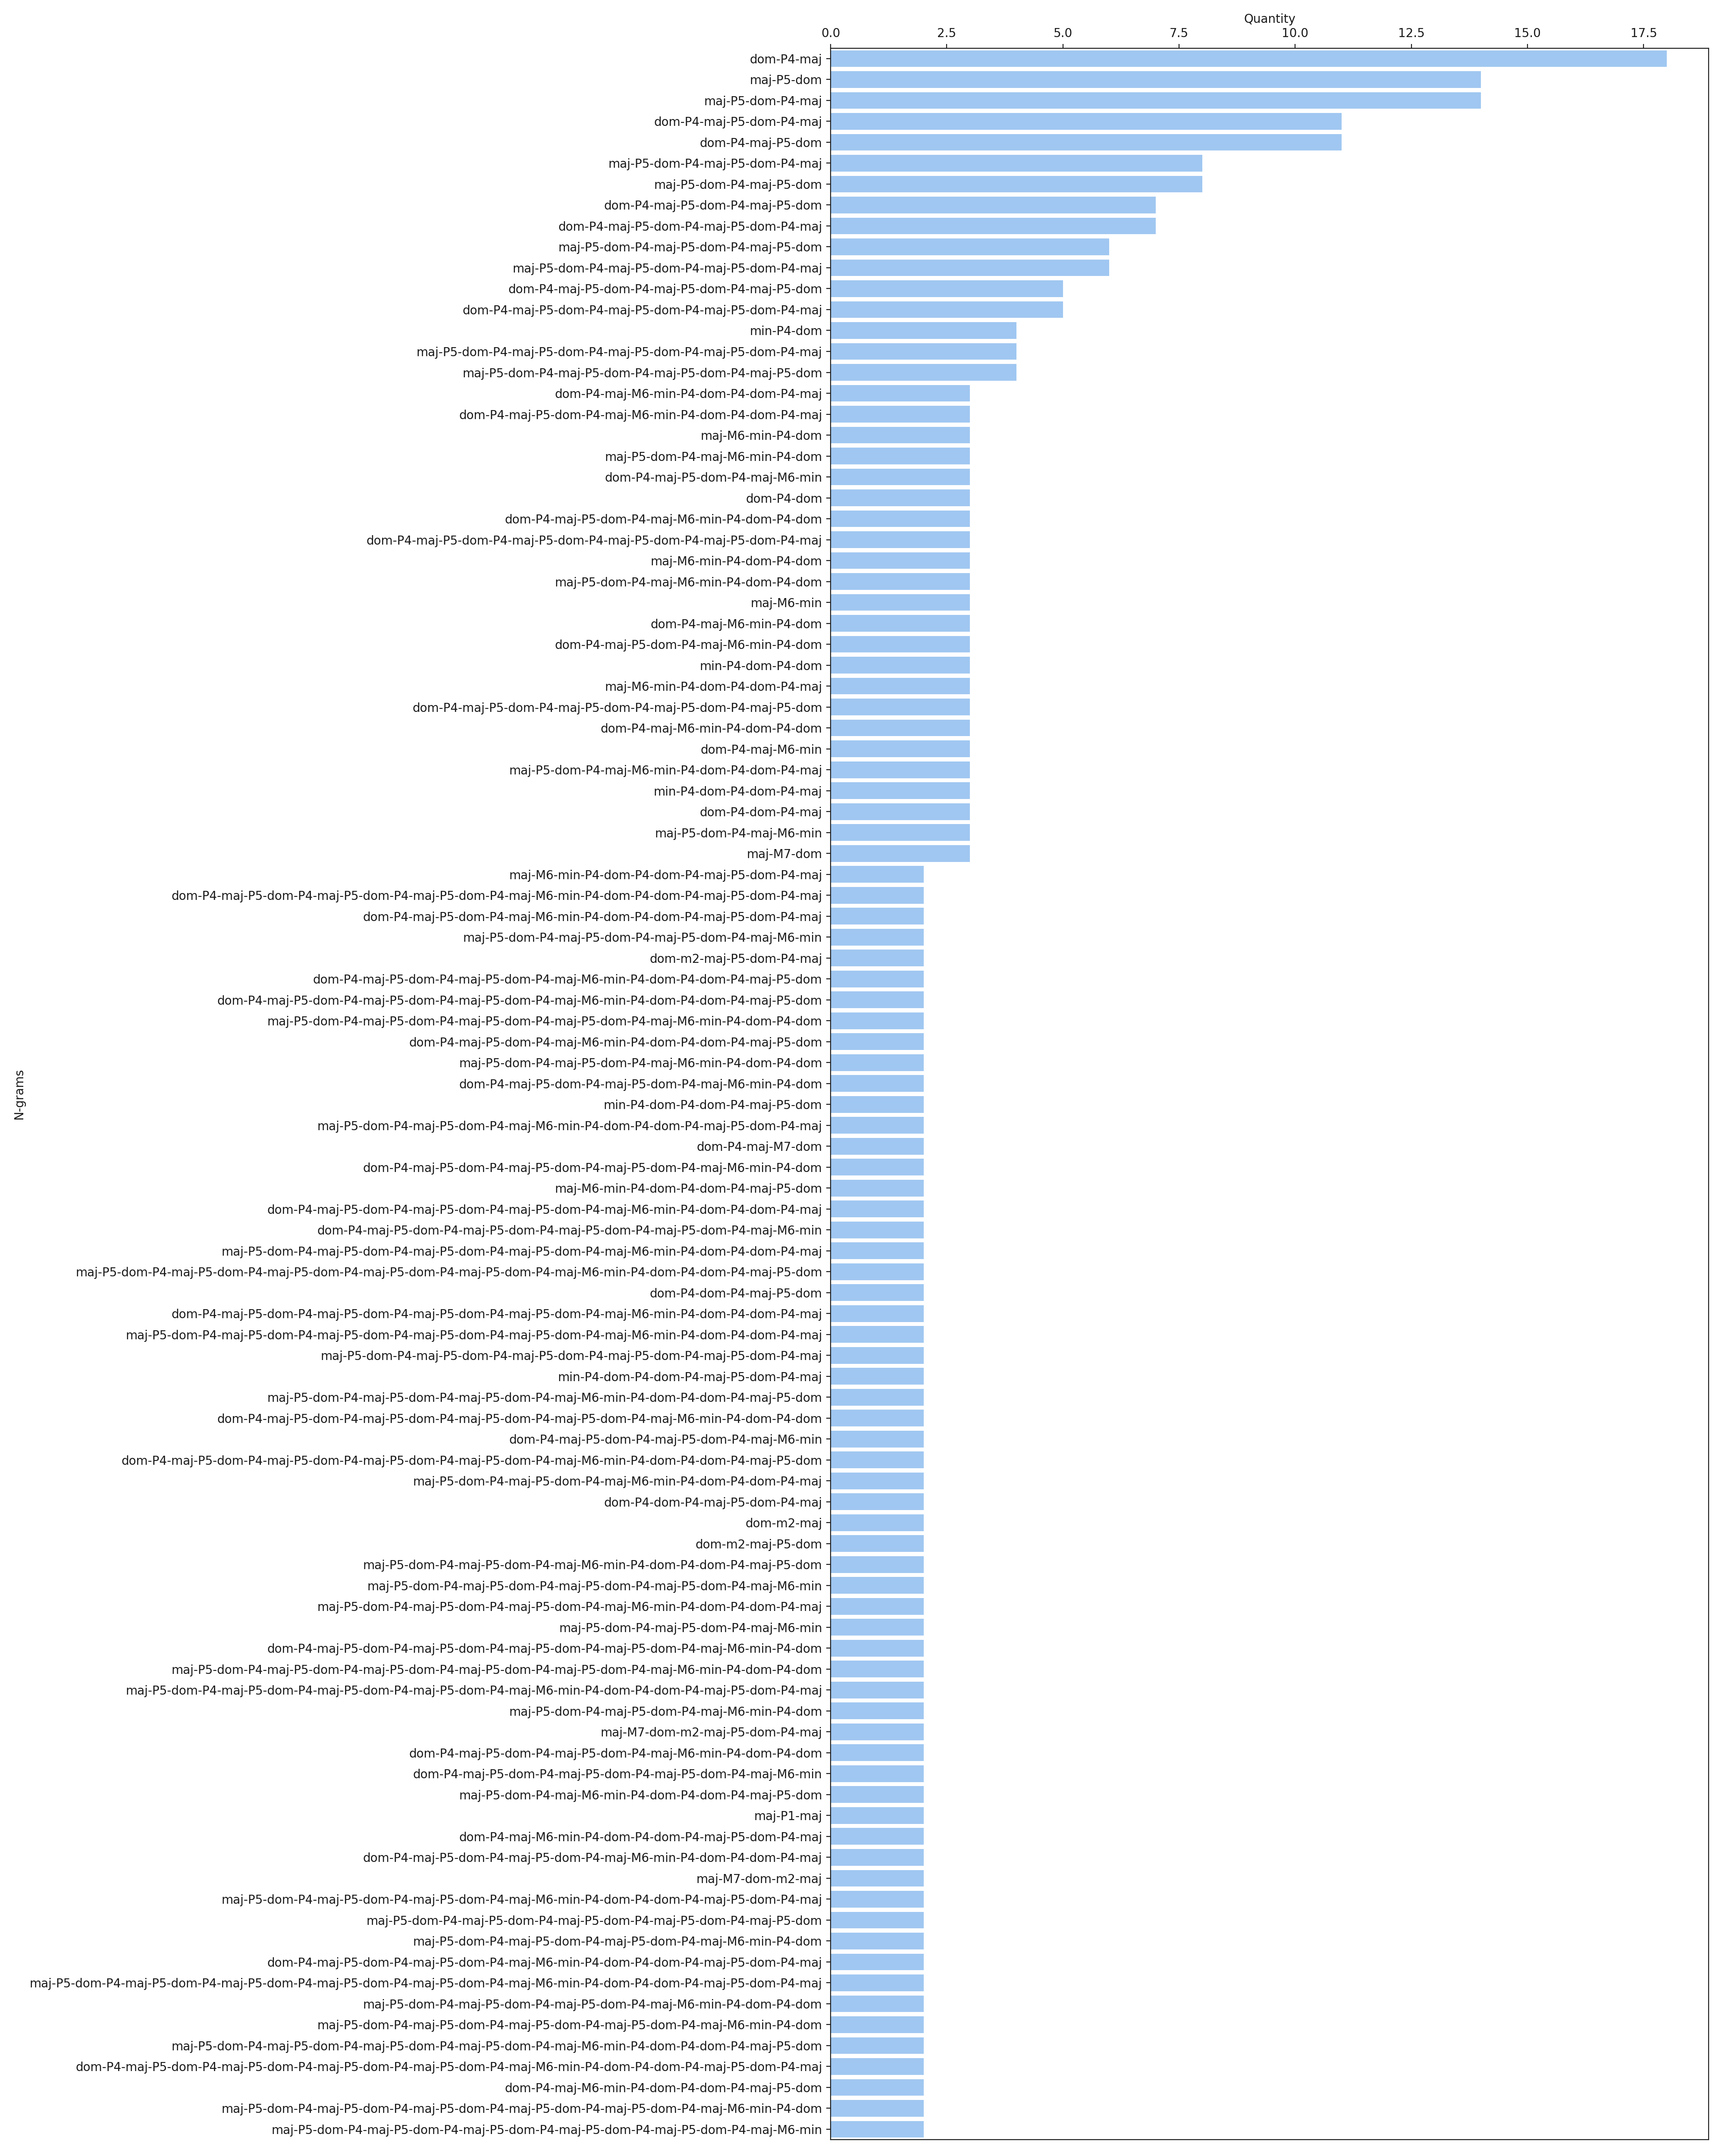 Quantity
0.0 2.5 5.0 7.5 10.0 12.5 15.0 17.5
dom-P4-maj
maj-P5-dom
maj-P5-dom-P4-maj
dom-P4-maj-P5-dom-P4-maj
dom-P4-maj-P5-dom
maj-P5-dom-P4-maj-P5-dom-P4-maj
maj-P5-dom-P4-maj-P5-dom
dom-P4-maj-P5-dom-P4-maj-P5-dom
dom-P4-maj-P5-dom-P4-maj-P5-dom-P4-maj
maj-P5-dom-P4-maj-P5-dom-P4-maj-P5-dom
maj-P5-dom-P4-maj-P5-dom-P4-maj-P5-dom-P4-maj
dom-P4-maj-P5-dom-P4-maj-P5-dom-P4-maj-P5-dom
dom-P4-maj-P5-dom-P4-maj-P5-dom-P4-maj-P5-dom-P4-maj
min-P4-dom
maj-P5-dom-P4-maj-P5-dom-P4-maj-P5-dom-P4-maj-P5-dom-P4-maj
maj-P5-dom-P4-maj-P5-dom-P4-maj-P5-dom-P4-maj-P5-dom
dom-P4-maj-M6-min-P4-dom-P4-dom-P4-maj
dom-P4-maj-P5-dom-P4-maj-M6-min-P4-dom-P4-dom-P4-maj
maj-M6-min-P4-dom
maj-P5-dom-P4-maj-M6-min-P4-dom
dom-P4-maj-P5-dom-P4-maj-M6-min
dom-P4-dom
dom-P4-maj-P5-dom-P4-maj-M6-min-P4-dom-P4-dom
dom-P4-maj-P5-dom-P4-maj-P5-dom-P4-maj-P5-dom-P4-maj-P5-dom-P4-maj
maj-M6-min-P4-dom-P4-dom
maj-P5-dom-P4-maj-M6-min-P4-dom-P4-dom
maj-M6-min
dom-P4-maj-M6-min-P4-dom
dom-P4-maj-P5-dom-P4-maj-M6-min-P4-dom
min-P4-dom-P4-dom
maj-M6-min-P4-dom-P4-dom-P4-maj
dom-P4-maj-P5-dom-P4-maj-P5-dom-P4-maj-P5-dom-P4-maj-P5-dom
dom-P4-maj-M6-min-P4-dom-P4-dom
dom-P4-maj-M6-min
maj-P5-dom-P4-maj-M6-min-P4-dom-P4-dom-P4-maj
min-P4-dom-P4-dom-P4-maj
dom-P4-dom-P4-maj
maj-P5-dom-P4-maj-M6-min
maj-M7-dom
maj-M6-min-P4-dom-P4-dom-P4-maj-P5-dom-P4-maj
dom-P4-maj-P5-dom-P4-maj-P5-dom-P4-maj-P5-dom-P4-maj-M6-min-P4-dom-P4-dom-P4-maj-P5-dom-P4-maj
dom-P4-maj-P5-dom-P4-maj-M6-min-P4-dom-P4-dom-P4-maj-P5-dom-P4-maj
maj-P5-dom-P4-maj-P5-dom-P4-maj-P5-dom-P4-maj-M6-min
dom-m2-maj-P5-dom-P4-maj
dom-P4-maj-P5-dom-P4-maj-P5-dom-P4-maj-M6-min-P4-dom-P4-dom-P4-maj-P5-dom
dom-P4-maj-P5-dom-P4-maj-P5-dom-P4-maj-P5-dom-P4-maj-M6-min-P4-dom-P4-dom-P4-maj-P5-dom
maj-P5-dom-P4-maj-P5-dom-P4-maj-P5-dom-P4-maj-P5-dom-P4-maj-M6-min-P4-dom-P4-dom
dom-P4-maj-P5-dom-P4-maj-M6-min-P4-dom-P4-dom-P4-maj-P5-dom
maj-P5-dom-P4-maj-P5-dom-P4-maj-M6-min-P4-dom-P4-dom
dom-P4-maj-P5-dom-P4-maj-P5-dom-P4-maj-M6-min-P4-dom
N-grams
min-P4-dom-P4-dom-P4-maj-P5-dom
maj-P5-dom-P4-maj-P5-dom-P4-maj-M6-min-P4-dom-P4-dom-P4-maj-P5-dom-P4-maj
dom-P4-maj-M7-dom
dom-P4-maj-P5-dom-P4-maj-P5-dom-P4-maj-P5-dom-P4-maj-M6-min-P4-dom
maj-M6-min-P4-dom-P4-dom-P4-maj-P5-dom
dom-P4-maj-P5-dom-P4-maj-P5-dom-P4-maj-P5-dom-P4-maj-M6-min-P4-dom-P4-dom-P4-maj
dom-P4-maj-P5-dom-P4-maj-P5-dom-P4-maj-P5-dom-P4-maj-P5-dom-P4-maj-M6-min
maj-P5-dom-P4-maj-P5-dom-P4-maj-P5-dom-P4-maj-P5-dom-P4-maj-M6-min-P4-dom-P4-dom-P4-maj
maj-P5-dom-P4-maj-P5-dom-P4-maj-P5-dom-P4-maj-P5-dom-P4-maj-P5-dom-P4-maj-M6-min-P4-dom-P4-dom-P4-maj-P5-dom
dom-P4-dom-P4-maj-P5-dom
dom-P4-maj-P5-dom-P4-maj-P5-dom-P4-maj-P5-dom-P4-maj-P5-dom-P4-maj-M6-min-P4-dom-P4-dom-P4-maj
maj-P5-dom-P4-maj-P5-dom-P4-maj-P5-dom-P4-maj-P5-dom-P4-maj-P5-dom-P4-maj-M6-min-P4-dom-P4-dom-P4-maj
maj-P5-dom-P4-maj-P5-dom-P4-maj-P5-dom-P4-maj-P5-dom-P4-maj-P5-dom-P4-maj
min-P4-dom-P4-dom-P4-maj-P5-dom-P4-maj
maj-P5-dom-P4-maj-P5-dom-P4-maj-P5-dom-P4-maj-M6-min-P4-dom-P4-dom-P4-maj-P5-dom
dom-P4-maj-P5-dom-P4-maj-P5-dom-P4-maj-P5-dom-P4-maj-P5-dom-P4-maj-M6-min-P4-dom-P4-dom
dom-P4-maj-P5-dom-P4-maj-P5-dom-P4-maj-M6-min
dom-P4-maj-P5-dom-P4-maj-P5-dom-P4-maj-P5-dom-P4-maj-P5-dom-P4-maj-M6-min-P4-dom-P4-dom-P4-maj-P5-dom
maj-P5-dom-P4-maj-P5-dom-P4-maj-M6-min-P4-dom-P4-dom-P4-maj
dom-P4-dom-P4-maj-P5-dom-P4-maj
dom-m2-maj
dom-m2-maj-P5-dom
maj-P5-dom-P4-maj-P5-dom-P4-maj-M6-min-P4-dom-P4-dom-P4-maj-P5-dom
maj-P5-dom-P4-maj-P5-dom-P4-maj-P5-dom-P4-maj-P5-dom-P4-maj-M6-min
maj-P5-dom-P4-maj-P5-dom-P4-maj-P5-dom-P4-maj-M6-min-P4-dom-P4-dom-P4-maj
maj-P5-dom-P4-maj-P5-dom-P4-maj-M6-min
dom-P4-maj-P5-dom-P4-maj-P5-dom-P4-maj-P5-dom-P4-maj-P5-dom-P4-maj-M6-min-P4-dom
maj-P5-dom-P4-maj-P5-dom-P4-maj-P5-dom-P4-maj-P5-dom-P4-maj-P5-dom-P4-maj-M6-min-P4-dom-P4-dom
maj-P5-dom-P4-maj-P5-dom-P4-maj-P5-dom-P4-maj-P5-dom-P4-maj-M6-min-P4-dom-P4-dom-P4-maj-P5-dom-P4-maj
maj-P5-dom-P4-maj-P5-dom-P4-maj-M6-min-P4-dom
maj-M7-dom-m2-maj-P5-dom-P4-maj
dom-P4-maj-P5-dom-P4-maj-P5-dom-P4-maj-M6-min-P4-dom-P4-dom
dom-P4-maj-P5-dom-P4-maj-P5-dom-P4-maj-P5-dom-P4-maj-M6-min
maj-P5-dom-P4-maj-M6-min-P4-dom-P4-dom-P4-maj-P5-dom
maj-P1-maj
dom-P4-maj-M6-min-P4-dom-P4-dom-P4-maj-P5-dom-P4-maj
dom-P4-maj-P5-dom-P4-maj-P5-dom-P4-maj-M6-min-P4-dom-P4-dom-P4-maj
maj-M7-dom-m2-maj
maj-P5-dom-P4-maj-P5-dom-P4-maj-P5-dom-P4-maj-M6-min-P4-dom-P4-dom-P4-maj-P5-dom-P4-maj
maj-P5-dom-P4-maj-P5-dom-P4-maj-P5-dom-P4-maj-P5-dom-P4-maj-P5-dom
maj-P5-dom-P4-maj-P5-dom-P4-maj-P5-dom-P4-maj-M6-min-P4-dom
dom-P4-maj-P5-dom-P4-maj-P5-dom-P4-maj-M6-min-P4-dom-P4-dom-P4-maj-P5-dom-P4-maj
maj-P5-dom-P4-maj-P5-dom-P4-maj-P5-dom-P4-maj-P5-dom-P4-maj-P5-dom-P4-maj-M6-min-P4-dom-P4-dom-P4-maj-P5-dom-P4-maj
maj-P5-dom-P4-maj-P5-dom-P4-maj-P5-dom-P4-maj-M6-min-P4-dom-P4-dom
maj-P5-dom-P4-maj-P5-dom-P4-maj-P5-dom-P4-maj-P5-dom-P4-maj-M6-min-P4-dom
maj-P5-dom-P4-maj-P5-dom-P4-maj-P5-dom-P4-maj-P5-dom-P4-maj-M6-min-P4-dom-P4-dom-P4-maj-P5-dom
dom-P4-maj-P5-dom-P4-maj-P5-dom-P4-maj-P5-dom-P4-maj-P5-dom-P4-maj-M6-min-P4-dom-P4-dom-P4-maj-P5-dom-P4-maj
dom-P4-maj-M6-min-P4-dom-P4-dom-P4-maj-P5-dom
maj-P5-dom-P4-maj-P5-dom-P4-maj-P5-dom-P4-maj-P5-dom-P4-maj-P5-dom-P4-maj-M6-min-P4-dom
maj-P5-dom-P4-maj-P5-dom-P4-maj-P5-dom-P4-maj-P5-dom-P4-maj-P5-dom-P4-maj-M6-min